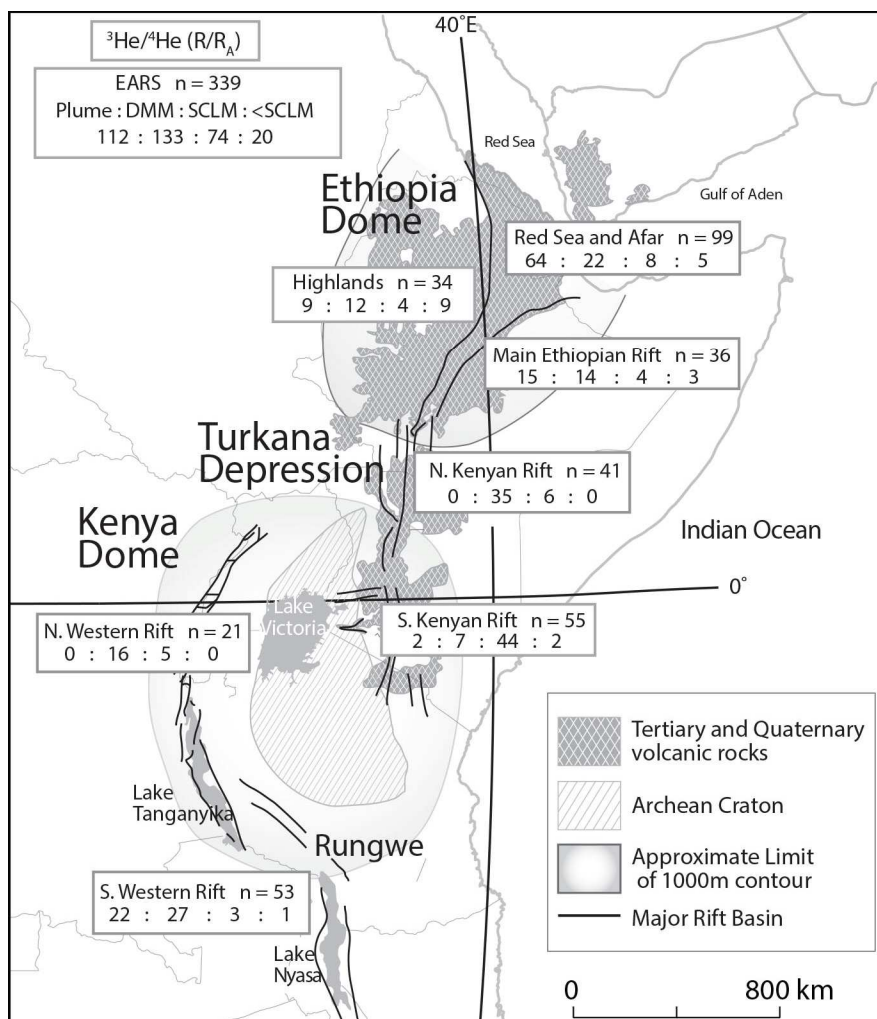 40°E
³He/⁴He (R/R_A)
EARS n = 339
Plume : DMM : SCLM : <SCLM
112 : 133 : 74 : 20
Red Sea
Gulf of Aden
Ethiopia
Dome
Red Sea and Afar n = 99
64 : 22 : 8 : 5
Highlands n = 34
9 : 12 : 4 : 9
Main Ethiopian Rift n = 36
15 : 14 : 4 : 3
Turkana
Depression
N. Kenyan Rift n = 41
0 : 35 : 6 : 0
Kenya
Dome
Indian Ocean
0°
Lake
Victoria
N. Western Rift n = 21
0 : 16 : 5 : 0
S. Kenyan Rift n = 55
2 : 7 : 44 : 2
Lake
Tanganyika
Rungwe
S. Western Rift n = 53
22 : 27 : 3 : 1
Lake
Nyasa
Tertiary and Quaternary
volcanic rocks
Archean Craton
Approximate Limit
of 1000m contour
Major Rift Basin
0 800 km